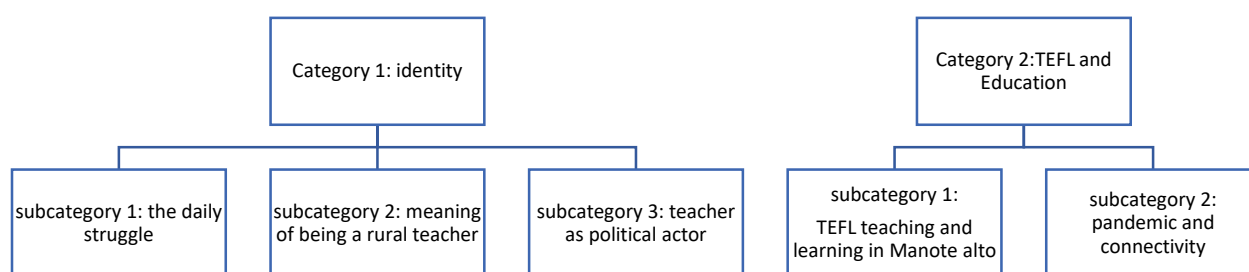 Category 1: identity
Category 2:TEFL and
Education
subcategory 1: the daily
struggle
subcategory 2: meaning
of being a rural teacher
subcategory 3: teacher
as political actor
subcategory 1:
TEFL teaching and
learning in Manote alto
subcategory 2:
pandemic and
connectivity